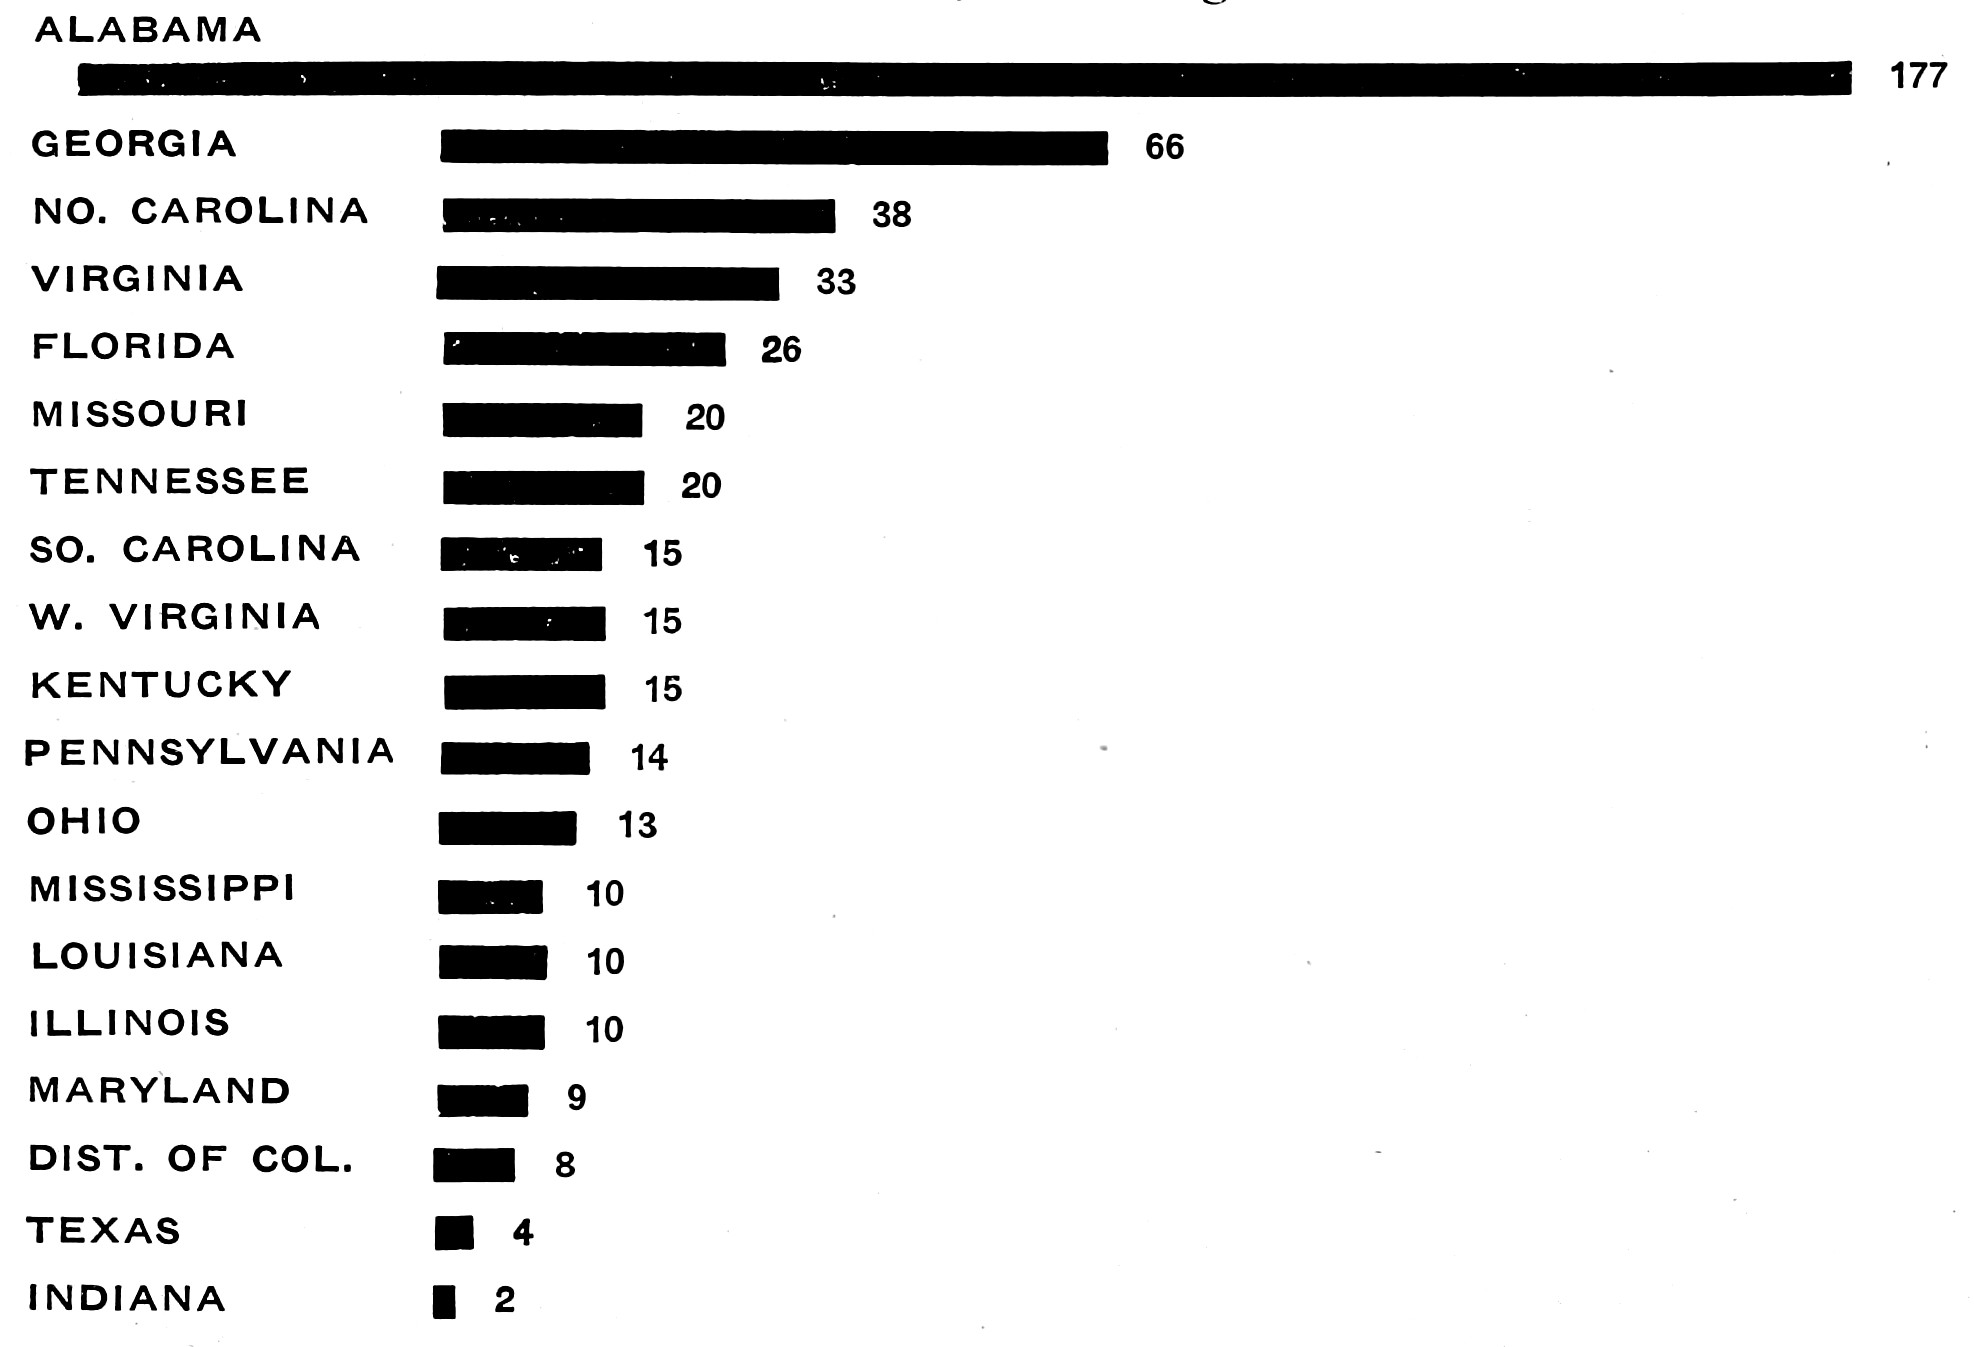 ALABAMA
177
GEORGIA 66
NO. CAROLINA 38
VIRGINIA 33
FLORIDA 26
MISSOURI 20
TENNESSEE 20
SO. CAROLINA 15
W. VIRGINIA 15
KENTUCKY 15
PENNSYLVANIA 14
OHIO 13
MISSISSIPPI 10
LOUISIANA 10
ILLINOIS 10
MARYLAND 9
DIST. OF COL. 8
TEXAS 4
INDIANA 2